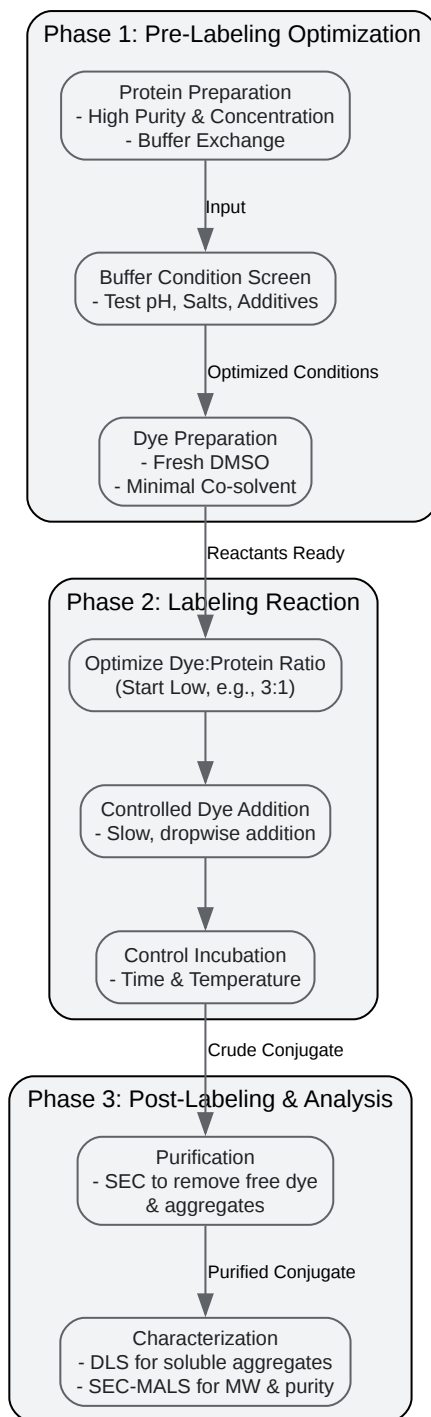 Phase 1: Pre-Labeling Optimization
Protein Preparation
- High Purity & Concentration
- Buffer Exchange
Input
Buffer Condition Screen
- Test pH, Salts, Additives
Optimized Conditions
Dye Preparation
- Fresh DMSO
- Minimal Co-solvent
Reactants Ready
Phase 2: Labeling Reaction
Optimize Dye:Protein Ratio
(Start Low, e.g., 3:1)
Controlled Dye Addition
- Slow, dropwise addition
Control Incubation
- Time & Temperature
Crude Conjugate
Phase 3: Post-Labeling & Analysis
Purification
- SEC to remove free dye
& aggregates
Purified Conjugate
Characterization
- DLS for soluble aggregates
- SEC-MALS for MW & purity